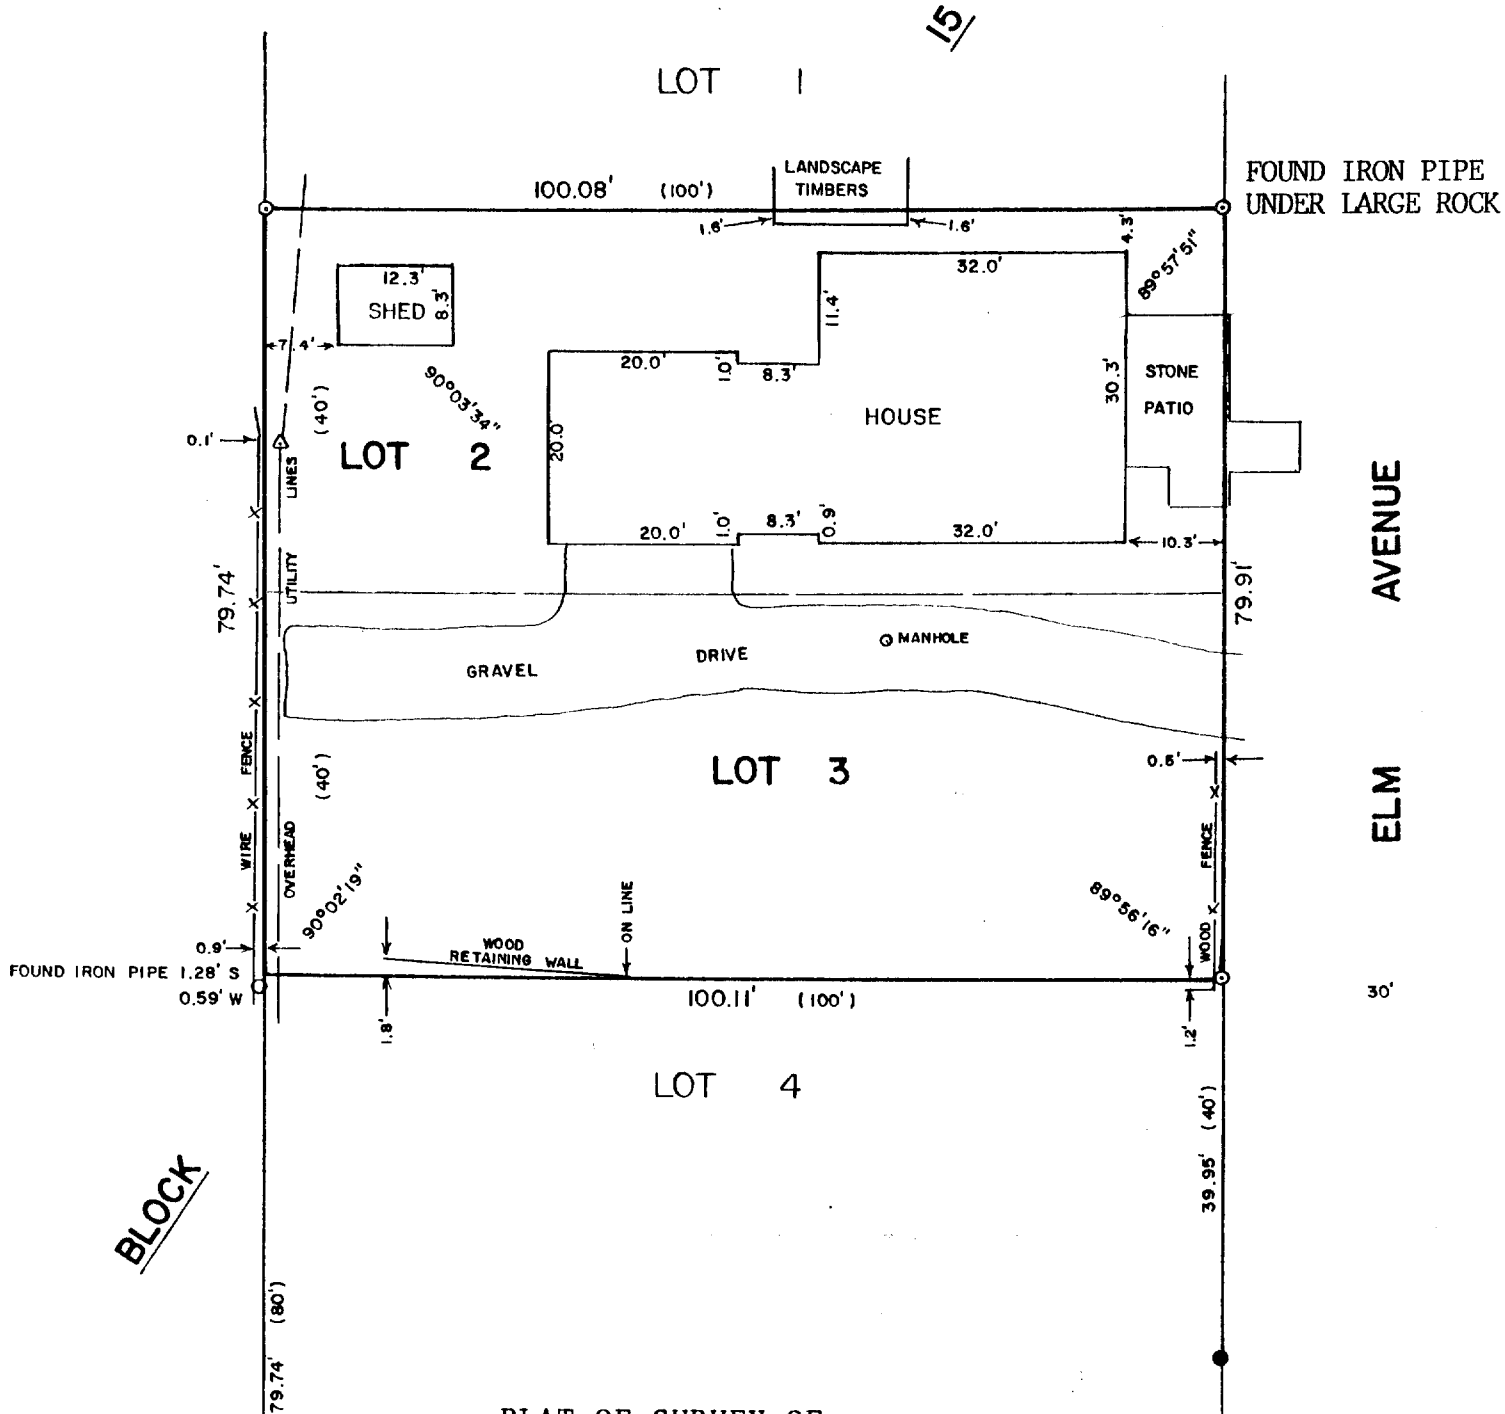 15
LOT 1
LANDSCAPE
TIMBERS
FOUND IRON PIPE
UNDER LARGE ROCK
100.08' (100')
1.6'
1.6'
4.3'
89°57'51"
12.3'
SHED
8.3'
7.4'
32.0'
11.4'
20.0'
1.0'
8.3'
30.3'
STONE
PATIO
HOUSE
90°03'34"
(40')
0.1'
LOT 2
20.0'
LINES
UTILITY
OVERHEAD
20.0'
1.0'
8.3'
0.9'
32.0'
10.3'
79.74'
79.91'
ELM AVENUE
MANHOLE
GRAVEL DRIVE
WIRE FENCE
(40')
LOT 3
0.5'
WOOD FENCE
90°02'19"
89°56'16"
ON LINE
WOOD
RETAINING WALL
0.9'
FOUND IRON PIPE 1.28' S
0.59' W
100.11' (100')
1.8'
1.2'
30'
LOT 4
39.95' (40')
BLOCK
79.74' (80')
PLAT OF SURVEY OF